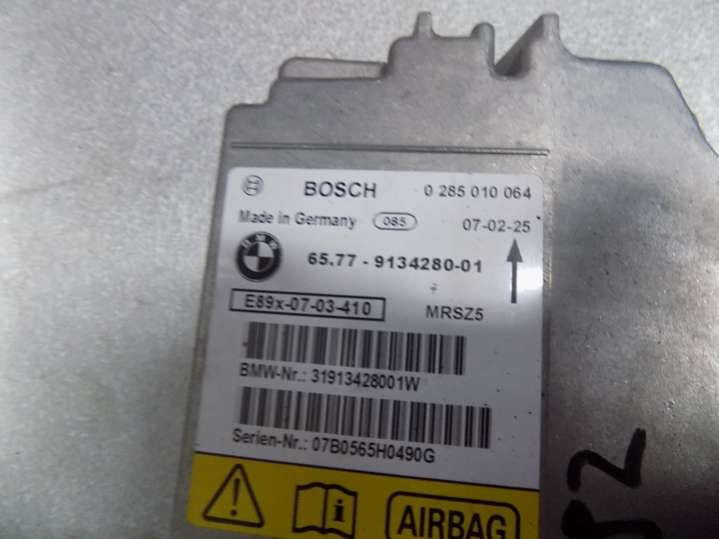 BOSCH 0 285 010 064
Made in Germany 085 07-02-25
BMW 65.77 - 9134280-01
E89x-07-03-410 MRSZ5
BMW-Nr.: 31913428001W
Serien-Nr.: 07B0565H0490G
i AIRBAG